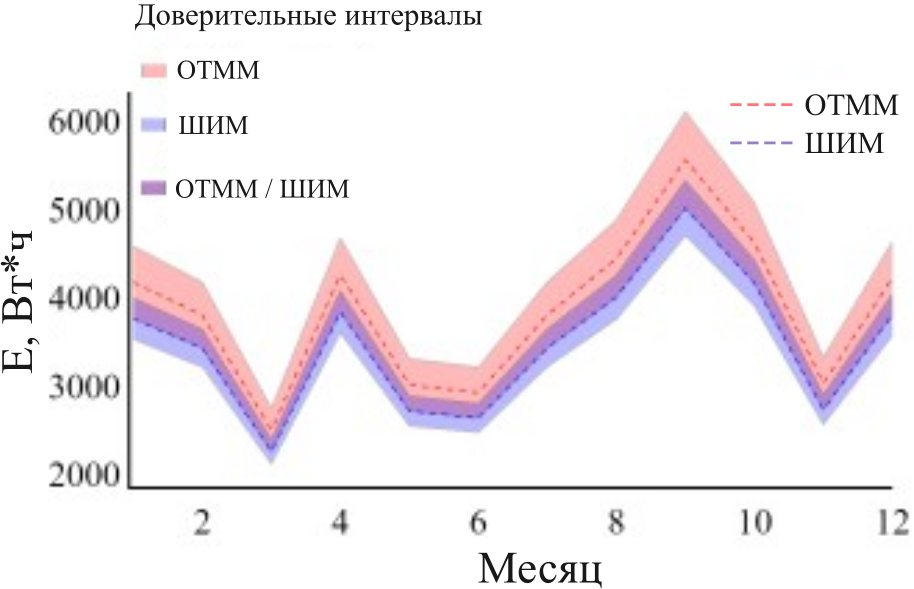 Доверительные интервалы
ОТММ
ШИМ
ОТММ / ШИМ
ОТММ
ШИМ
6000
5000
4000
3000
2000
Е, Вт*ч
2 4 6 8 10 12
Месяц